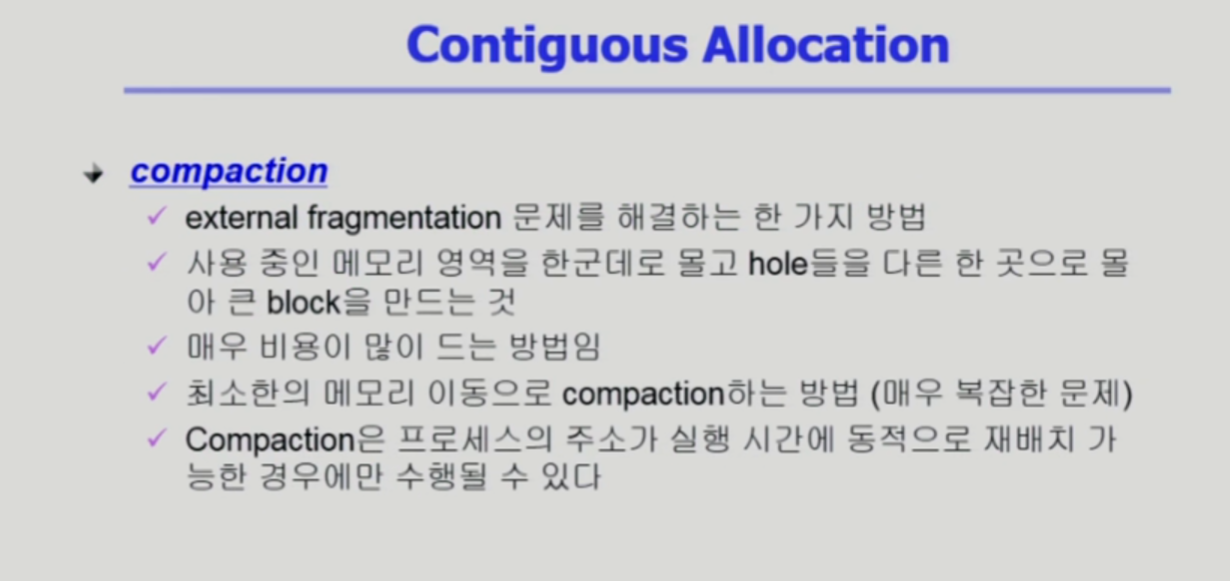 Contiguous Allocation
compaction
external fragmentation 문제를 해결하는 한 가지 방법
사용 중인 메모리 영역을 한군데로 몰고 hole들을 다른 한 곳으로 몰
아 큰 block을 만드는 것
매우 비용이 많이 드는 방법임
최소한의 메모리 이동으로 compaction하는 방법 (매우 복잡한 문제)
Compaction은 프로세스의 주소가 실행 시간에 동적으로 재배치 가
능한 경우에만 수행될 수 있다